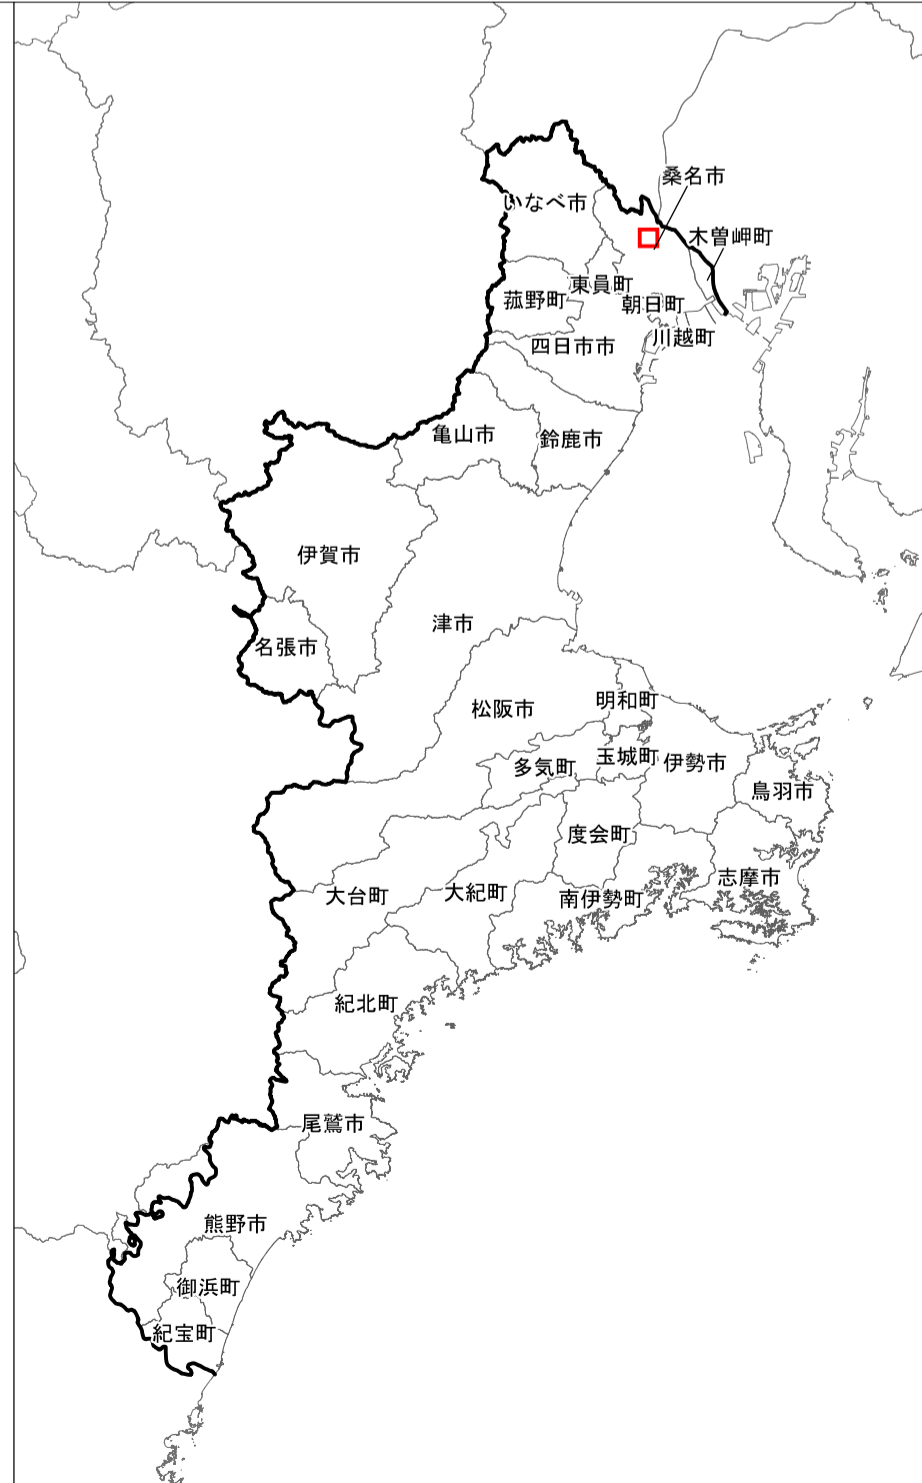 桑名市
いなべ市
木曽岬町
東員町
菰野町
朝日町
川越町
四日市市
亀山市
鈴鹿市
伊賀市
津市
名張市
明和町
松阪市
玉城町
伊勢市
多気町
鳥羽市
度会町
志摩市
大台町
大紀町
南伊勢町
紀北町
尾鷲市
熊野市
御浜町
紀宝町